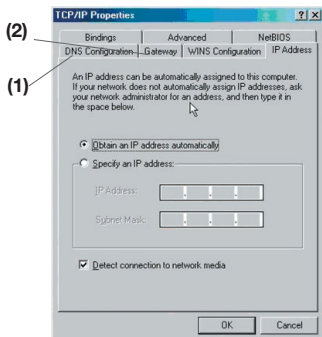 TCP/IP Properties
Bindings Advanced NetBIOS
DNS Configuration Gateway WINS Configuration IP Address
An IP address can be automatically assigned to this computer.
If your network does not automatically assign IP addresses, ask
your network administrator for an address, and then type it in
the space below.
Obtain an IP address automatically
Specify an IP address:
IP Address:
Subnet Mask:
Detect connection to network media
OK Cancel
(2)
(1)